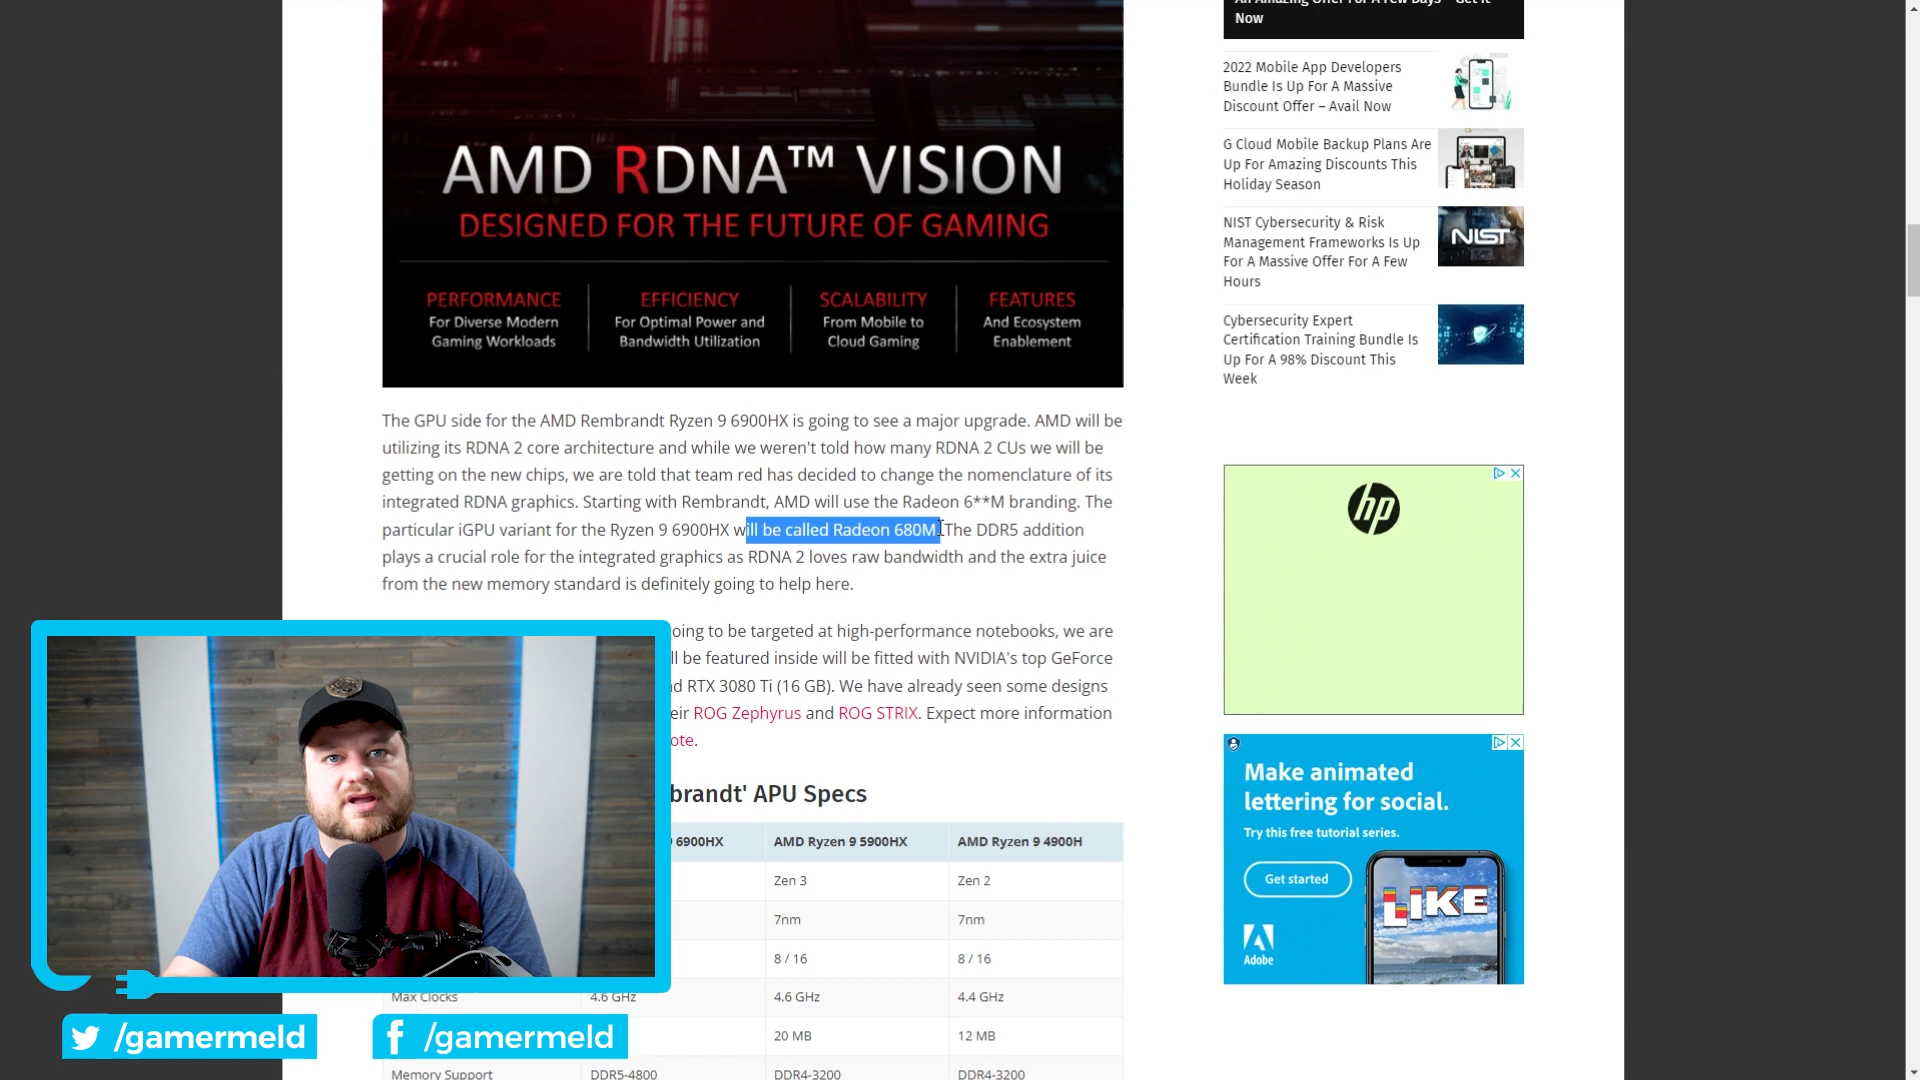 An Amazing Offer For A Few Days – Get It
Now
2022 Mobile App Developers
Bundle Is Up For A Massive
Discount Offer – Avail Now
G Cloud Mobile Backup Plans Are
Up For Amazing Discounts This
Holiday Season
NIST Cybersecurity & Risk
Management Frameworks Is Up
For A Massive Offer For A Few
Hours
NIST
Cybersecurity Expert
Certification Training Bundle Is
Up For A 98% Discount This
Week
AMD RDNA™ VISION
DESIGNED FOR THE FUTURE OF GAMING
PERFORMANCE
For Diverse Modern
Gaming Workloads
EFFICIENCY
For Optimal Power and
Bandwidth Utilization
SCALABILITY
From Mobile to
Cloud Gaming
FEATURES
And Ecosystem
Enablement
The GPU side for the AMD Rembrandt Ryzen 9 6900HX is going to see a major upgrade. AMD will be
utilizing its RDNA 2 core architecture and while we weren't told how many RDNA 2 CUs we will be
getting on the new chips, we are told that team red has decided to change the nomenclature of its
integrated RDNA graphics. Starting with Rembrandt, AMD will use the Radeon 6**M branding. The
particular iGPU variant for the Ryzen 9 6900HX will be called Radeon 680M. The DDR5 addition
plays a crucial role for the integrated graphics as RDNA 2 loves raw bandwidth and the extra juice
from the new memory standard is definitely going to help here.
oing to be targeted at high-performance notebooks, we are
ll be featured inside will be fitted with NVIDIA's top GeForce
d RTX 3080 Ti (16 GB). We have already seen some designs
eir ROG Zephyrus and ROG STRIX. Expect more information
ote.
brandt' APU Specs
9 6900HX AMD Ryzen 9 5900HX AMD Ryzen 9 4900H
Zen 3 Zen 2
7nm 7nm
8 / 16 8 / 16
Max Clocks 4.6 GHz 4.6 GHz 4.4 GHz
20 MB 12 MB
Memory Support DDR5-4800 DDR4-3200 DDR4-3200
hp
Make animated
lettering for social.
Try this free tutorial series.
Get started
LIKE
Adobe
/gamermeld
/gamermeld